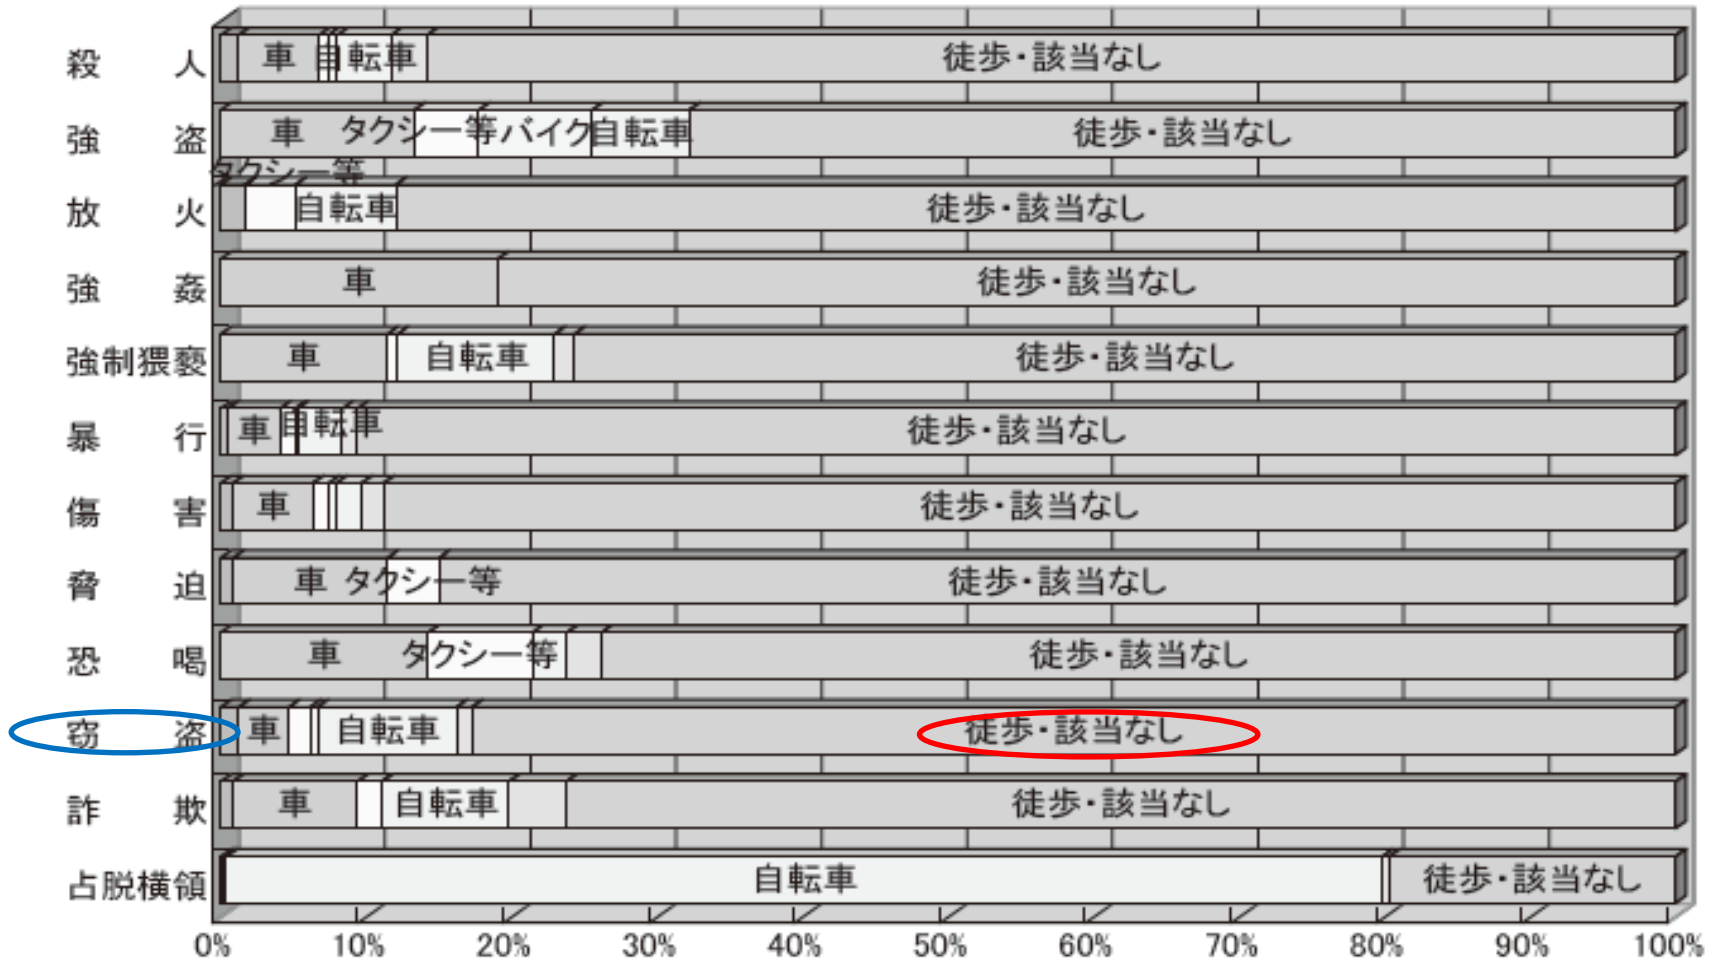 殺人 車 自転車 徒歩・該当なし
強盗 車 タクシー等 バイク 自転車 徒歩・該当なし
タクシー等
放火 自転車 徒歩・該当なし
強姦 車 徒歩・該当なし
強制猥褻 車 自転車 徒歩・該当なし
暴行 車 自転車 徒歩・該当なし
傷害 車 徒歩・該当なし
脅迫 車 タクシー等 徒歩・該当なし
恐喝 車 タクシー等 徒歩・該当なし
窃盗 車 自転車 徒歩・該当なし
詐欺 車 自転車 徒歩・該当なし
占脱横領 自転車 徒歩・該当なし
0% 10% 20% 30% 40% 50% 60% 70% 80% 90% 100%